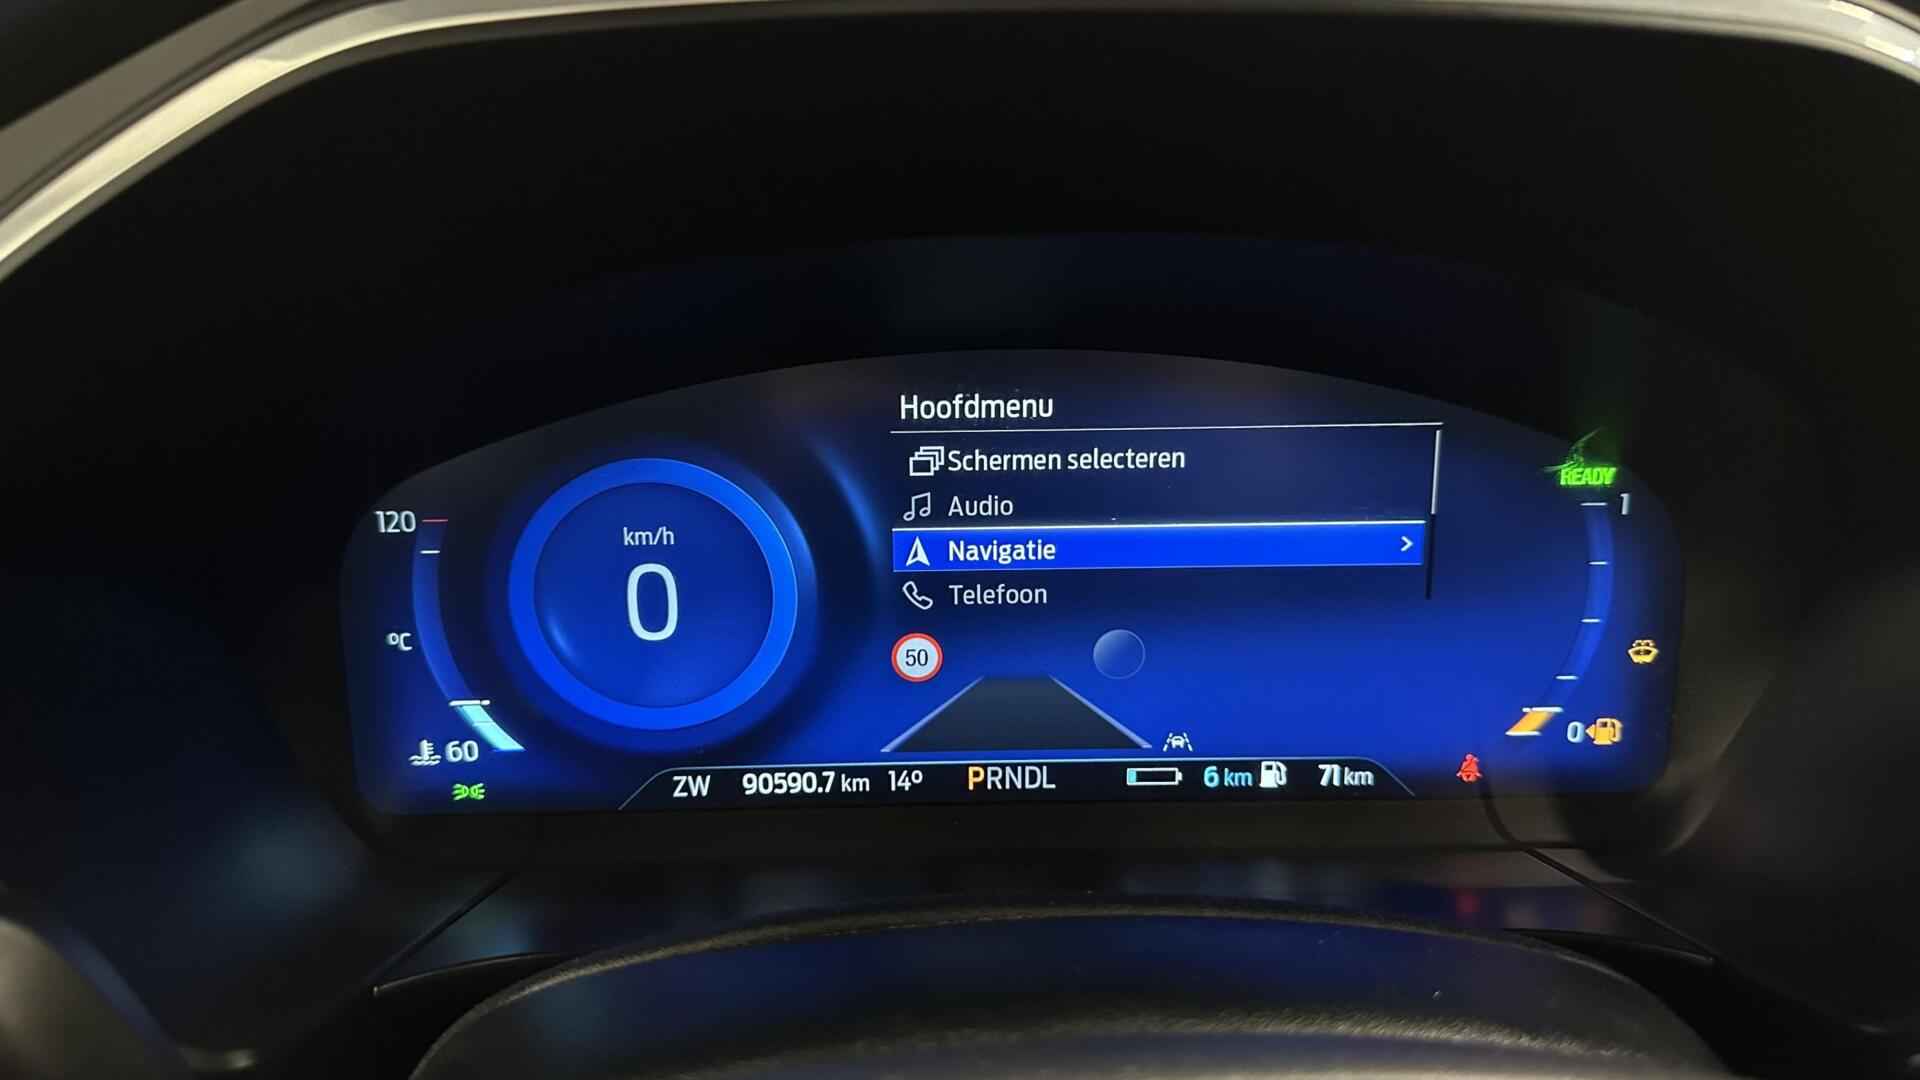 Hoofdmenu
Schermen selecteren
Audio
Navigatie >
Telefoon
READY
120
°C
60
km/h
0
50
1
0
ZW 90590.7 km 14° PRNDL 6 km 71 km